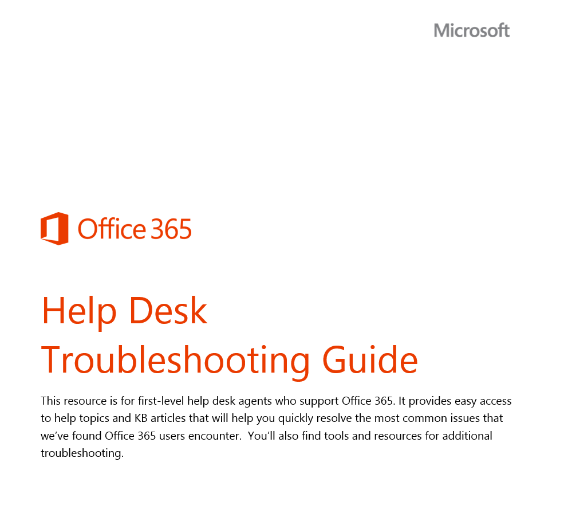 Microsoft
Office 365
Help Desk
Troubleshooting Guide
This resource is for first-level help desk agents who support Office 365. It provides easy access
to help topics and KB articles that will help you quickly resolve the most common issues that
we’ve found Office 365 users encounter.  You’ll also find tools and resources for additional
troubleshooting.